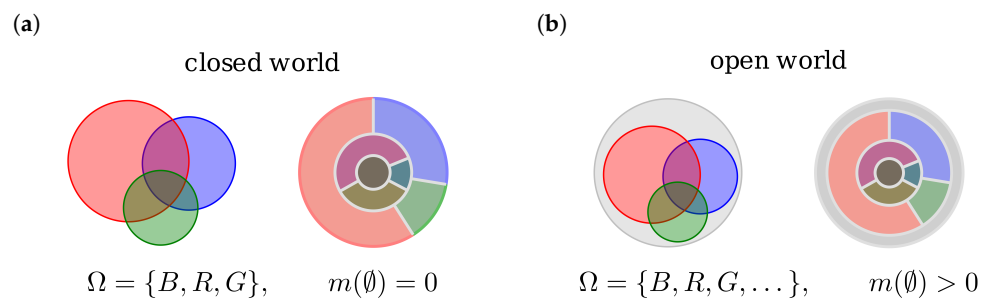 (a)
closed world
Ω = {B, R, G},
m(∅) = 0
(b)
open world
Ω = {B, R, G, . . . },
m(∅) > 0